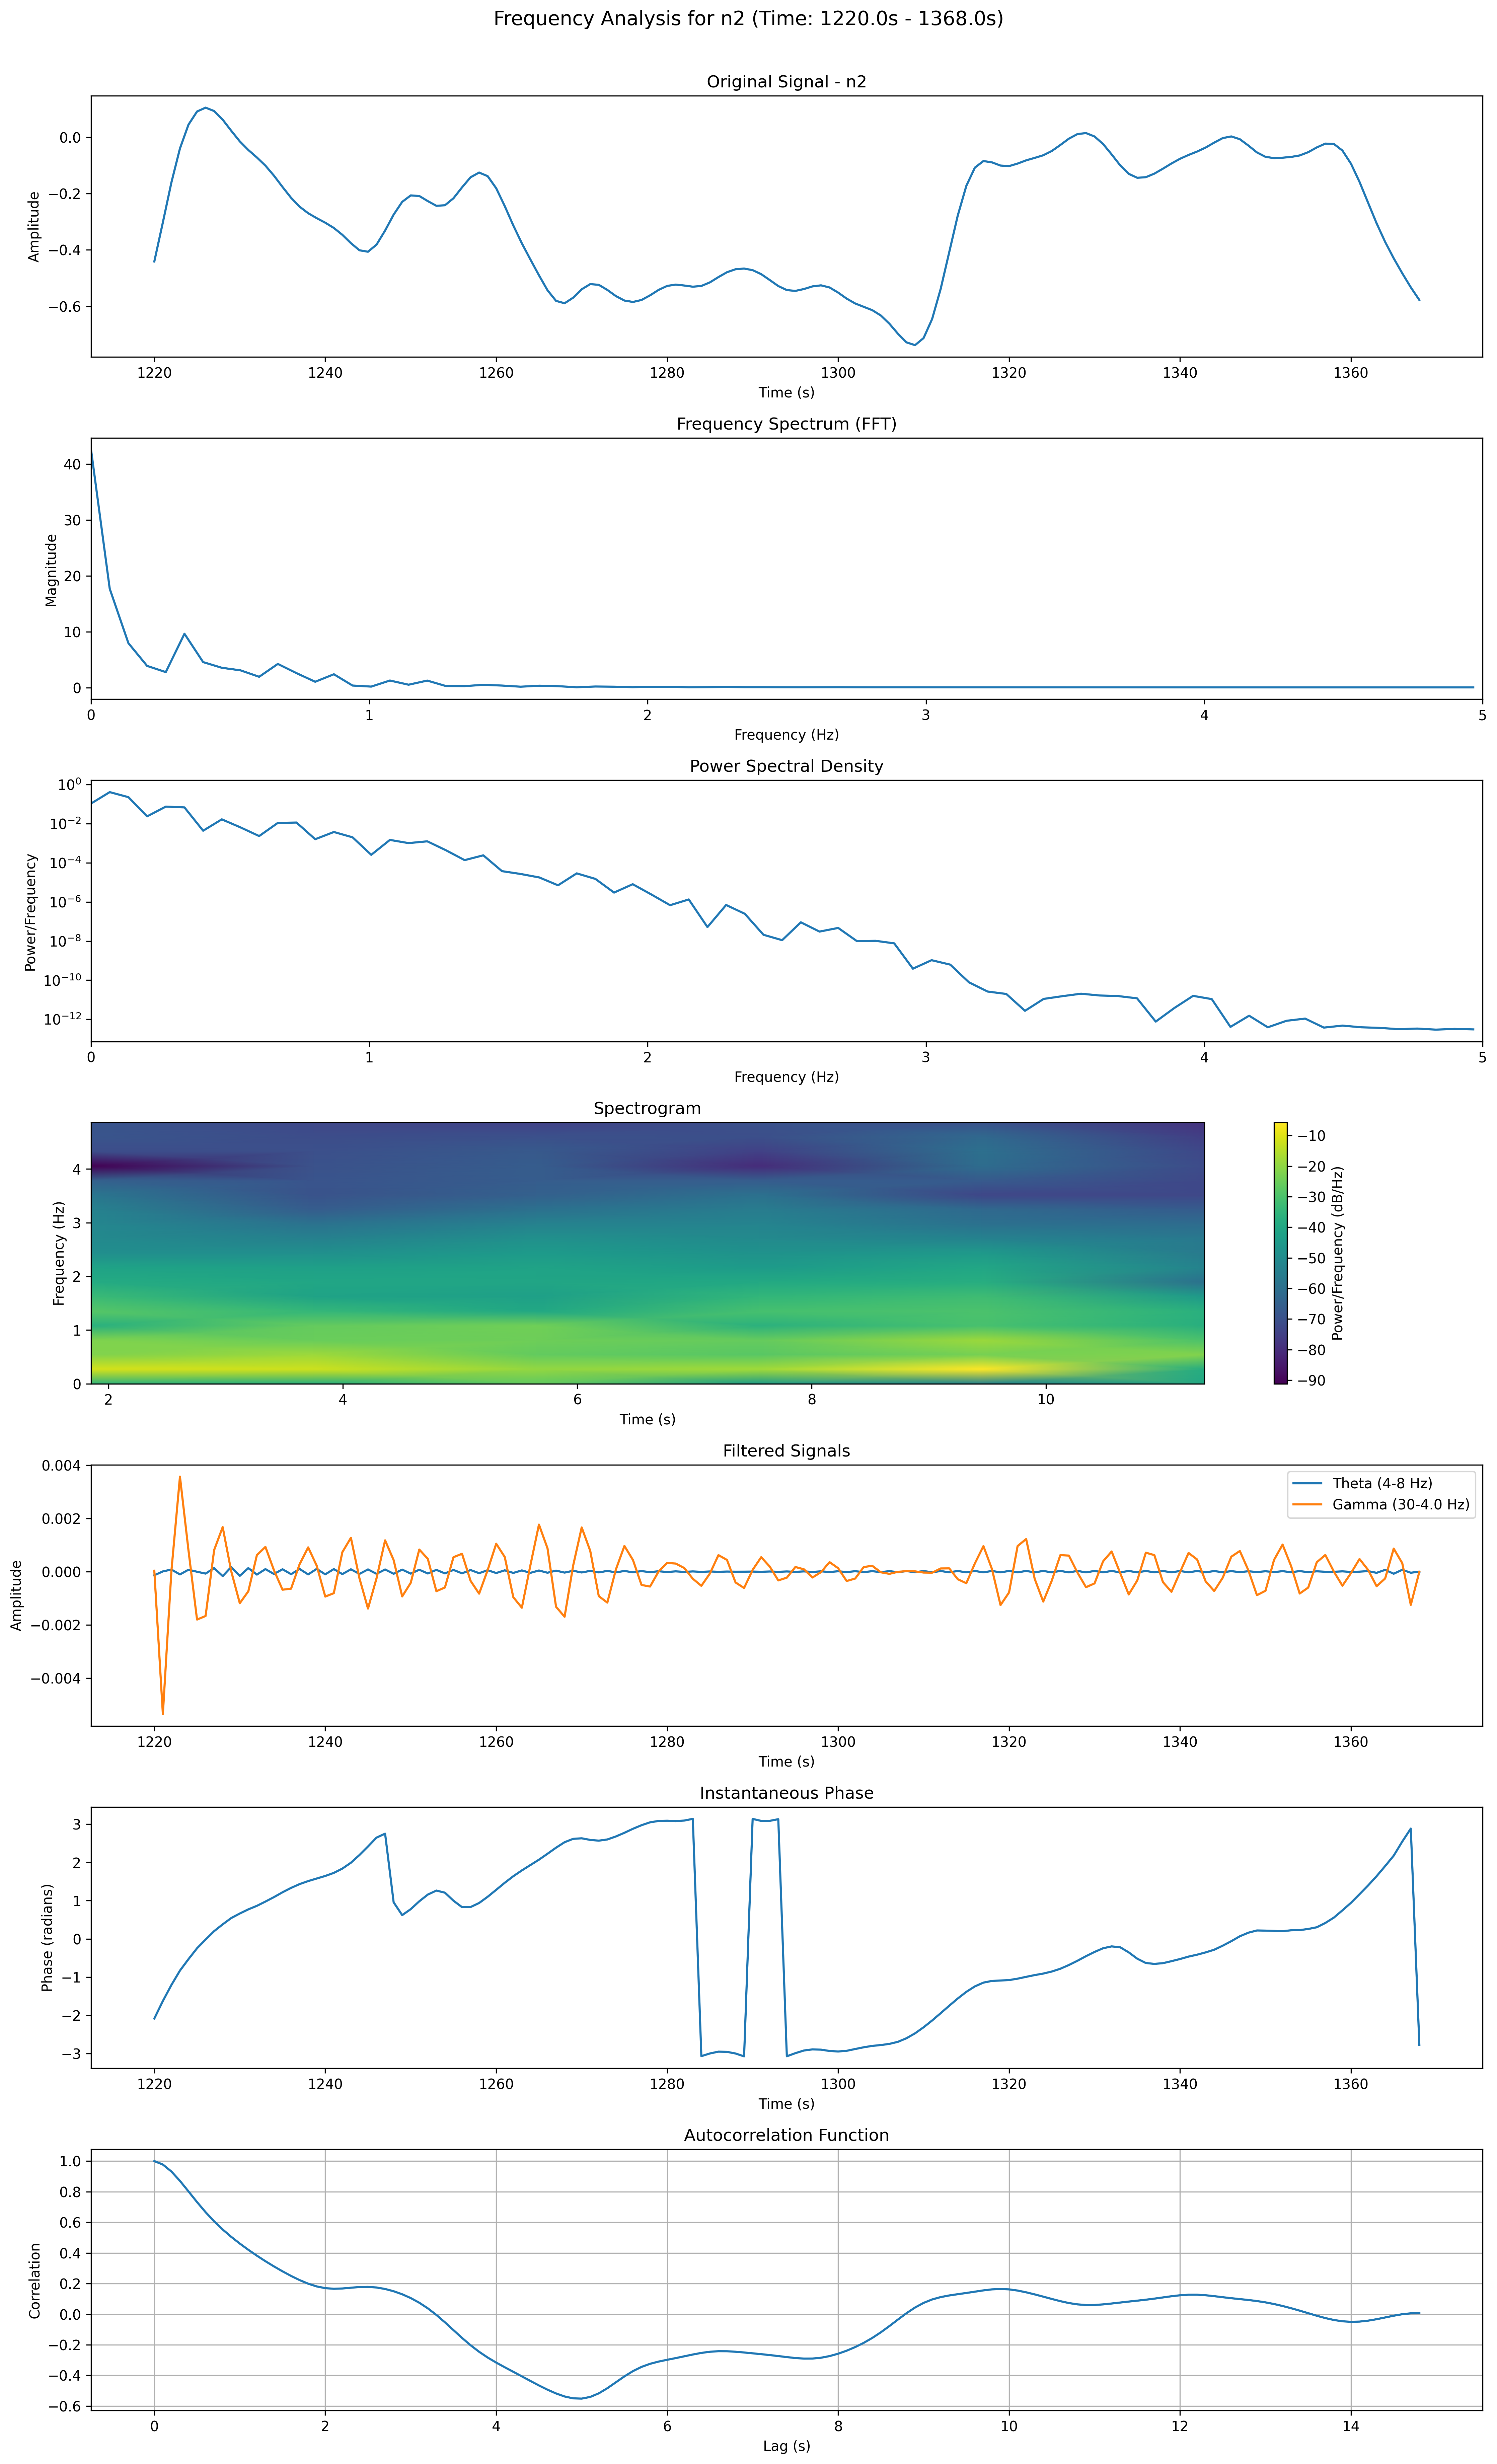 Frequency Analysis for n2 (Time: 1220.0s - 1368.0s)
Original Signal - n2
0.0
−0.2
−0.4
−0.6
Amplitude
1220 1240 1260 1280 1300 1320 1340 1360
Time (s)
Frequency Spectrum (FFT)
40
30
20
10
0
Magnitude
0 1 2 3 4 5
Frequency (Hz)
Power Spectral Density
10⁰
10⁻²
10⁻⁴
10⁻⁶
10⁻⁸
10⁻¹⁰
10⁻¹²
Power/Frequency
0 1 2 3 4 5
Frequency (Hz)
Spectrogram
4
3
2
1
0
Frequency (Hz)
2 4 6 8 10
Time (s)
−10
−20
−30
−40
−50
−60
−70
−80
−90
Power/Frequency (dB/Hz)
Filtered Signals
0.004
0.002
0.000
−0.002
−0.004
Amplitude
Theta (4-8 Hz)
Gamma (30-4.0 Hz)
1220 1240 1260 1280 1300 1320 1340 1360
Time (s)
Instantaneous Phase
3
2
1
0
−1
−2
−3
Phase (radians)
1220 1240 1260 1280 1300 1320 1340 1360
Time (s)
Autocorrelation Function
1.0
0.8
0.6
0.4
0.2
0.0
−0.2
−0.4
−0.6
Correlation
0 2 4 6 8 10 12 14
Lag (s)